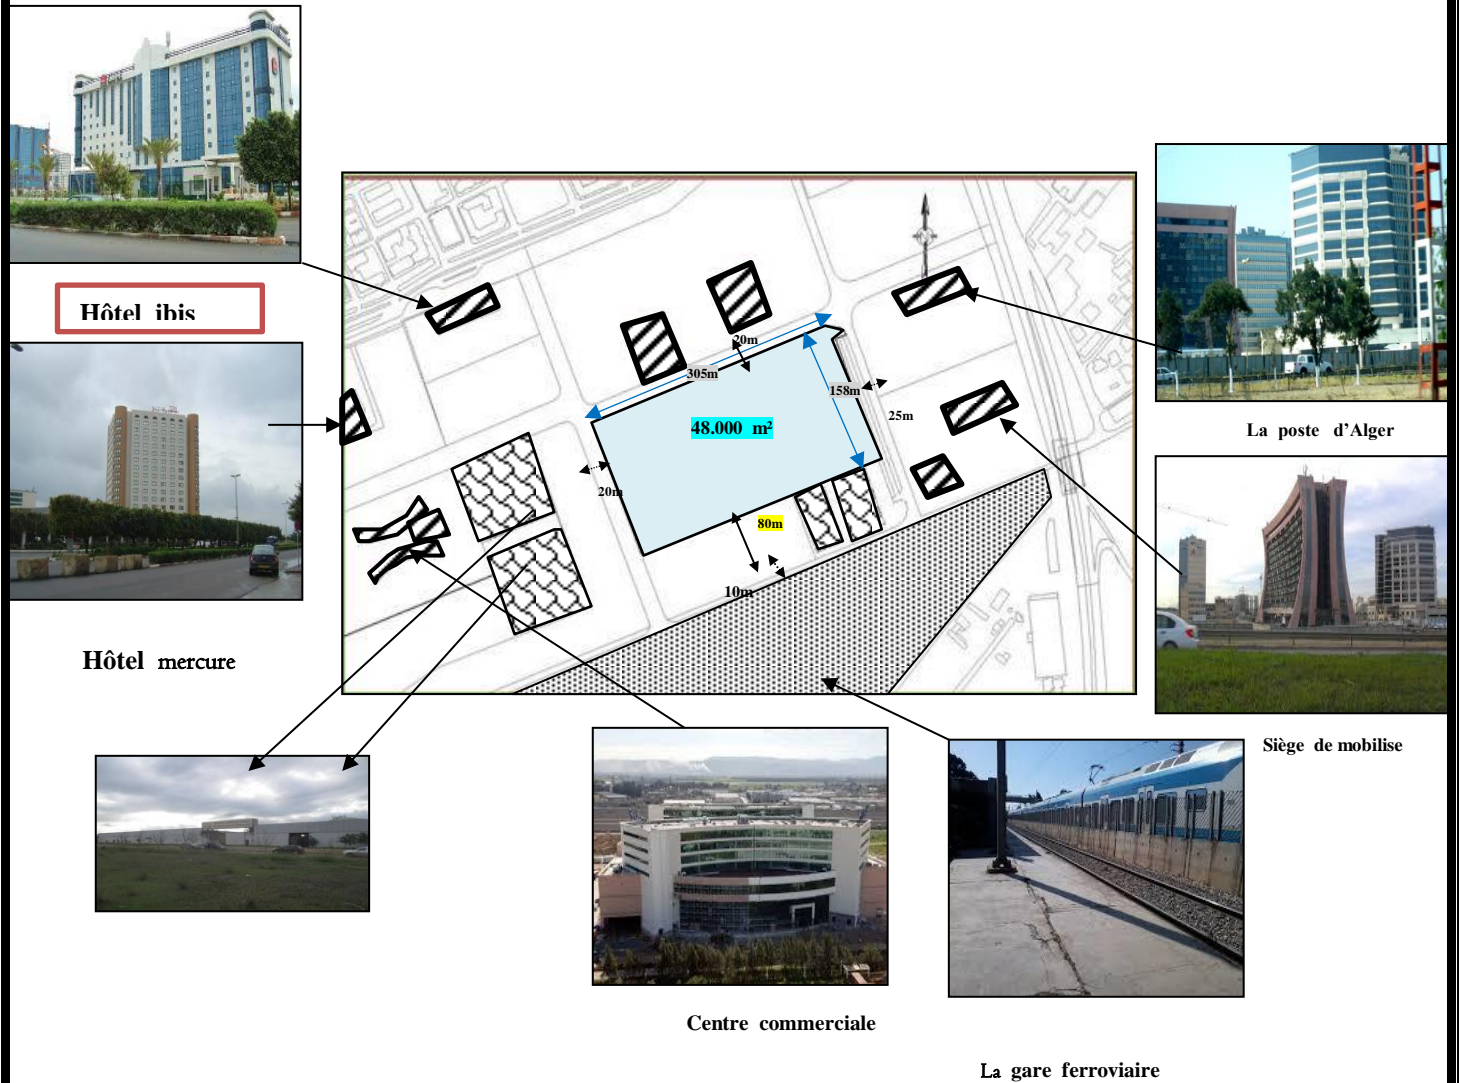 Hôtel ibis
20m
305m
158m
48.000 m²
25m
La poste d’Alger
20m
80m
10m
Hôtel mercure
Siège de mobilise
Centre commerciale
La gare ferroviaire